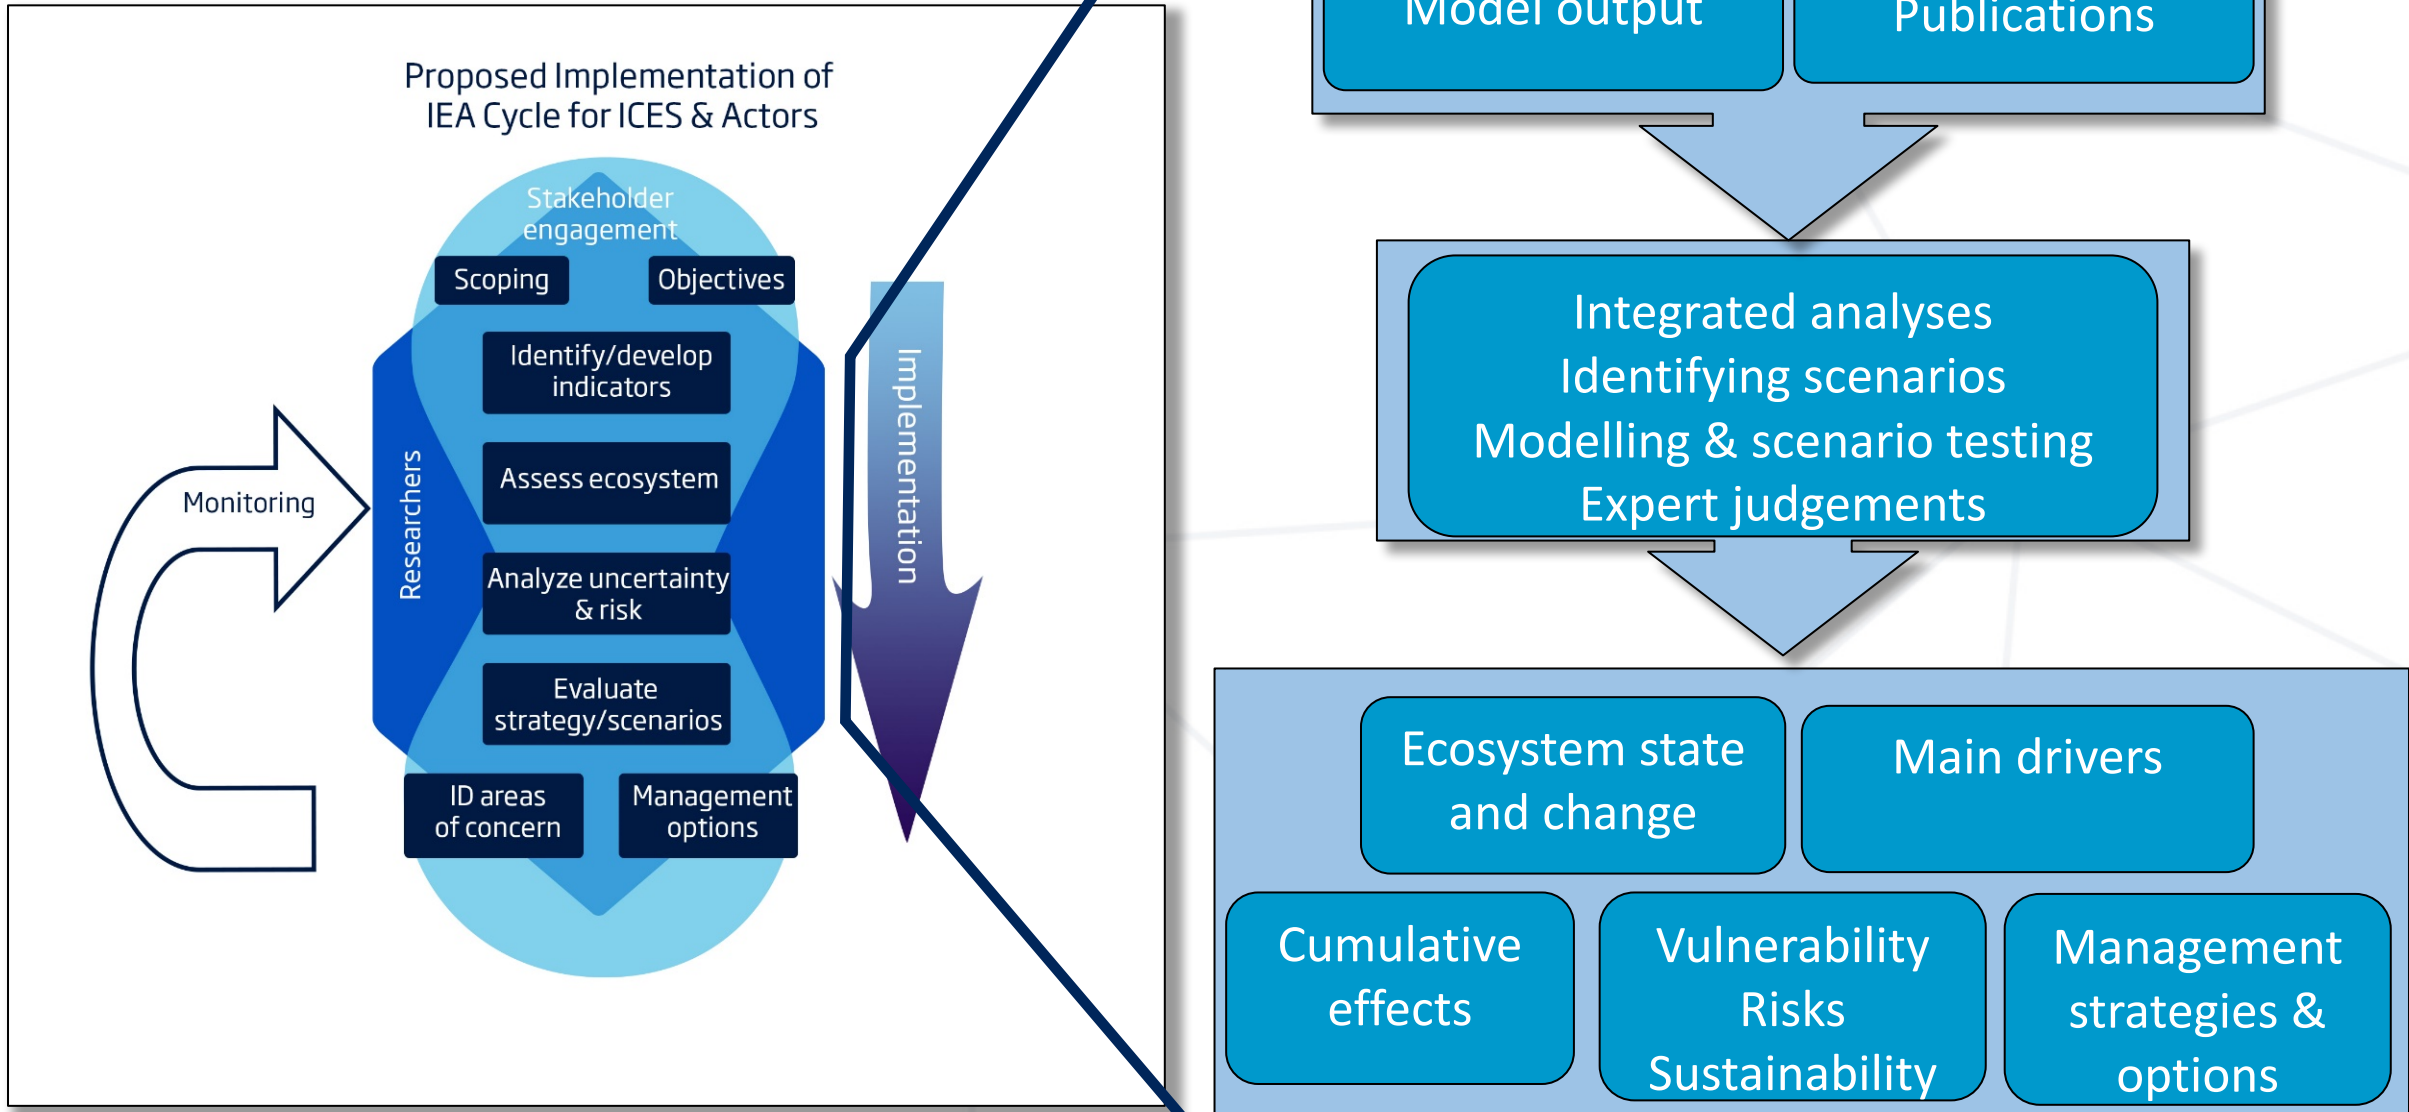 Proposed Implementation of
IEA Cycle for ICES & Actors
Stakeholder
engagement
Scoping
Objectives
Identify/develop
indicators
Assess ecosystem
Analyze uncertainty
& risk
Evaluate
strategy/scenarios
ID areas
of concern
Management
options
Researchers
Monitoring
Implementation
Model output
Publications
Integrated analyses
Identifying scenarios
Modelling & scenario testing
Expert judgements
Ecosystem state
and change
Main drivers
Cumulative
effects
Vulnerability
Risks
Sustainability
Management
strategies &
options